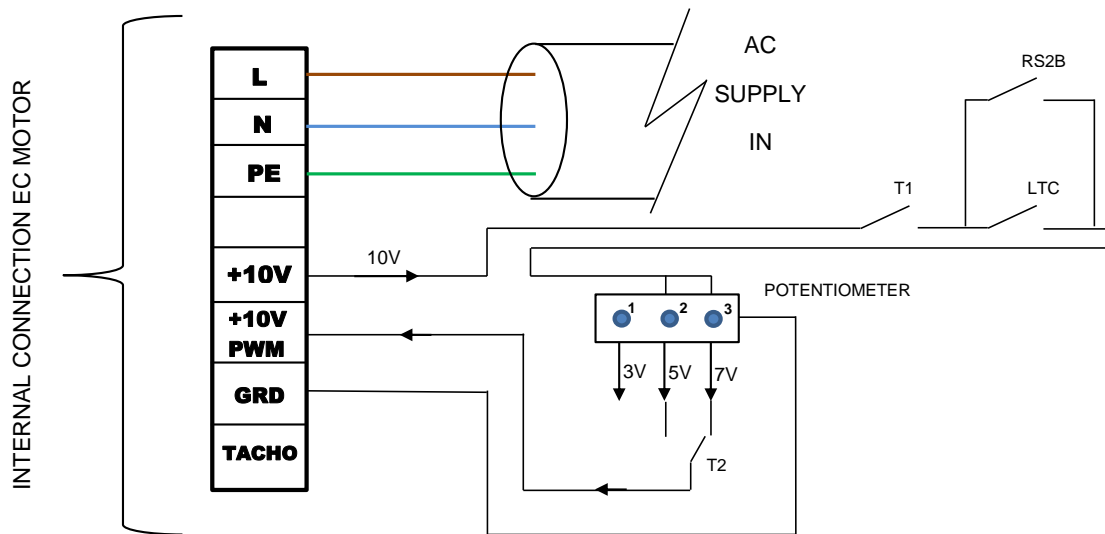 INTERNAL CONNECTION EC MOTOR
L
N
PE
+10V
+10V
PWM
GRD
TACHO
AC
SUPPLY
IN
RS2B
T1
LTC
10V
POTENTIOMETER
1
2
3
3V
5V
7V
T2